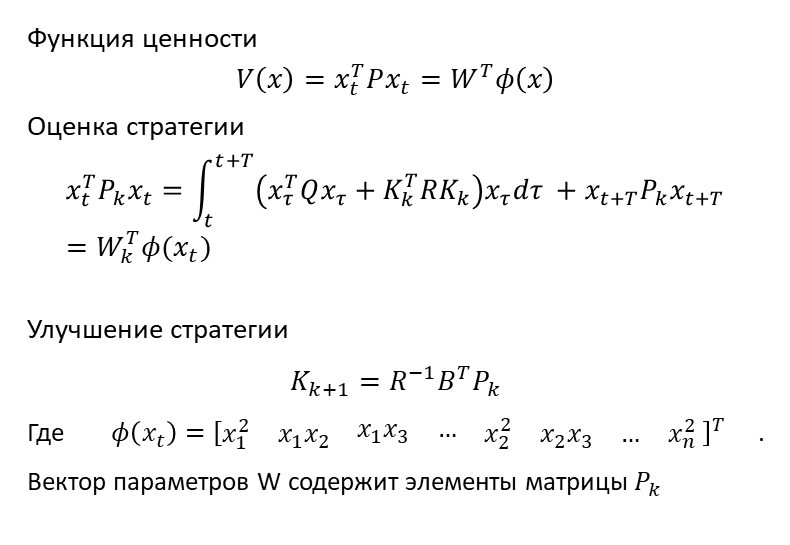 Функция ценности
V(x) = x_t^T P x_t = W^T ϕ(x)
Оценка стратегии
x_t^T P_k x_t = ∫_t^{t+T} (x_τ^T Q x_τ + K_k^T R K_k) x_τ dτ + x_{t+T} P_k x_{t+T}
= W_k^T ϕ(x_t)
Улучшение стратегии
K_{k+1} = R^{-1} B^T P_k
Где ϕ(x_t) = [x_1^2 x_1x_2 x_1x_3 … x_2^2 x_2x_3 … x_n^2 ]^T .
Вектор параметров W содержит элементы матрицы P_k